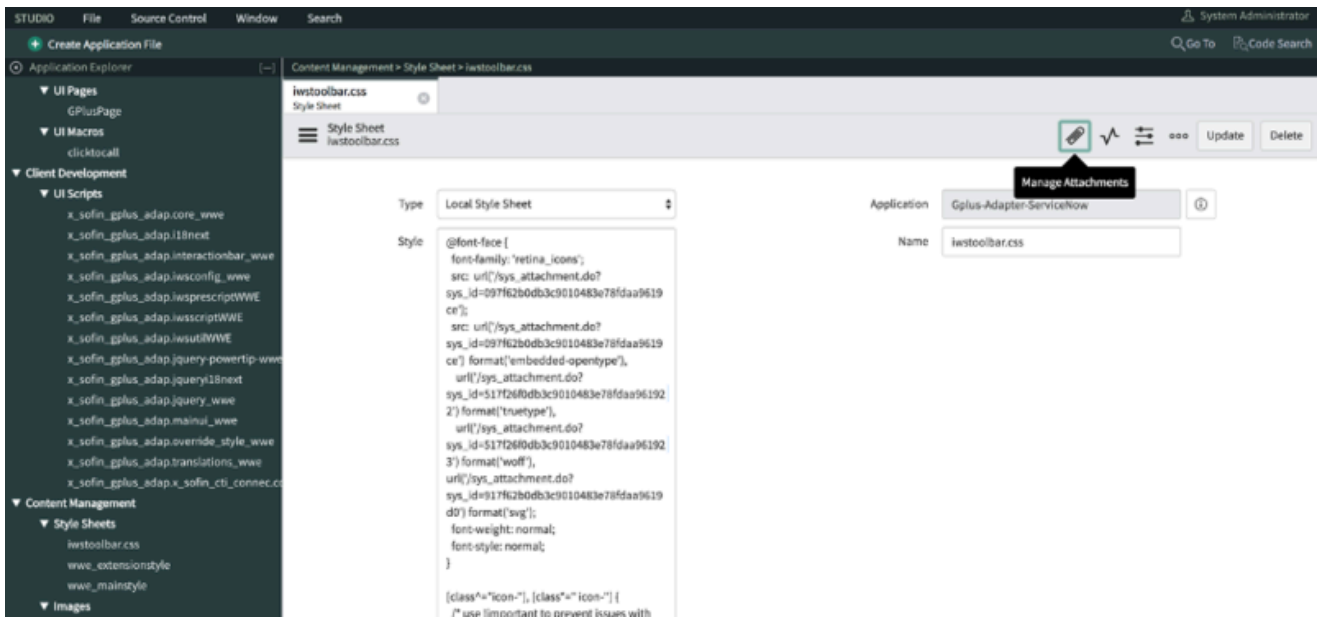 STUDIO File Source Control Window Search System Administrator
Create Application File Go To Code Search
Application Explorer [—] Content Management > Style Sheet > iwstoolbar.css
UI Pages
GPlusPage
UI Macros
clicktocall
Client Development
UI Scripts
x_sofin_gplus_adap.core_wwe
x_sofin_gplus_adap.i18next
x_sofin_gplus_adap.interactionbar_wwe
x_sofin_gplus_adap.iwsconfig_wwe
x_sofin_gplus_adap.iwsprescriptWWE
x_sofin_gplus_adap.iwsscriptWWE
x_sofin_gplus_adap.iwsutilWWE
x_sofin_gplus_adap.jquery-powertip-wwe
x_sofin_gplus_adap.jqueryi18next
x_sofin_gplus_adap.jquery_wwe
x_sofin_gplus_adap.mainui_wwe
x_sofin_gplus_adap.override_style_wwe
x_sofin_gplus_adap.translations_wwe
x_sofin_gplus_adap.x_sofin_cti_connec.co
Content Management
Style Sheets
iwstoolbar.css
wwe_extensionstyle
wwe_mainstyle
Images
iwstoolbar.css
Style Sheet
Style Sheet
iwstoolbar.css
Update Delete
Manage Attachments
Type Local Style Sheet
Application Gplus-Adapter-ServiceNow
Name iwstoolbar.css
Style
@font-face {
font-family: 'retina_icons';
src: url('/sys_attachment.do?
sys_id=097f62b0db3c9010483e78fdaa9619
ce');
src: url('/sys_attachment.do?
sys_id=097f62b0db3c9010483e78fdaa9619
ce') format('embedded-opentype'),
url('/sys_attachment.do?
sys_id=517f26f0db3c9010483e78fdaa96192
2') format('truetype'),
url('/sys_attachment.do?
sys_id=517f26f0db3c9010483e78fdaa96192
3') format('woff'),
url('/sys_attachment.do?
sys_id=917f62b0db3c9010483e78fdaa9619
d0') format('svg');
font-weight: normal;
font-style: normal;
}
[class^="icon-"], [class*=" icon-"] {
/* use !important to prevent issues with